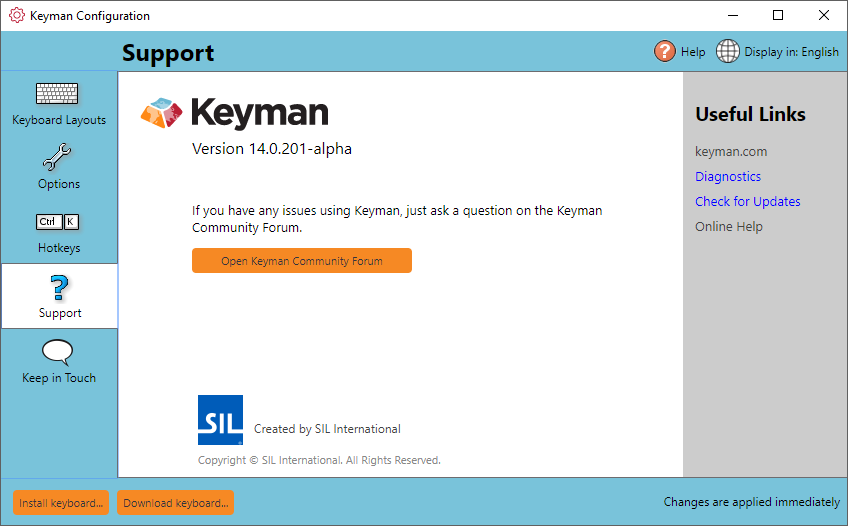 Keyman Configuration
Support
Help
Display in: English
Keyboard Layouts
Options
Ctrl K
Hotkeys
Support
Keep in Touch
Keyman
Version 14.0.201-alpha
If you have any issues using Keyman, just ask a question on the Keyman
Community Forum.
Open Keyman Community Forum
SIL
Created by SIL International
Copyright © SIL International. All Rights Reserved.
Useful Links
keyman.com
Diagnostics
Check for Updates
Online Help
Install keyboard...
Download keyboard...
Changes are applied immediately